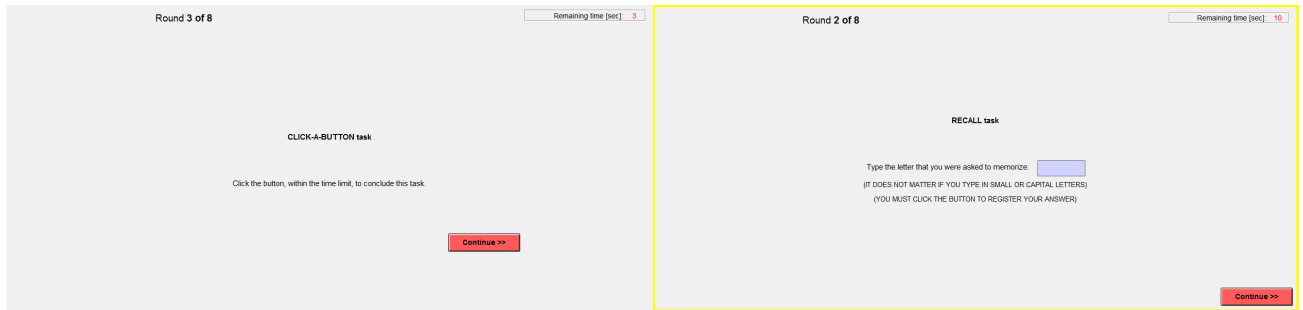 Round 3 of 8
Remaining time [sec]: 3
CLICK-A-BUTTON task
Click the button, within the time limit, to conclude this task.
Continue >>
Round 2 of 8
Remaining time [sec]: 10
RECALL task
Type the letter that you were asked to memorize:
(IT DOES NOT MATTER IF YOU TYPE IN SMALL OR CAPITAL LETTERS)
(YOU MUST CLICK THE BUTTON TO REGISTER YOUR ANSWER)
Continue >>